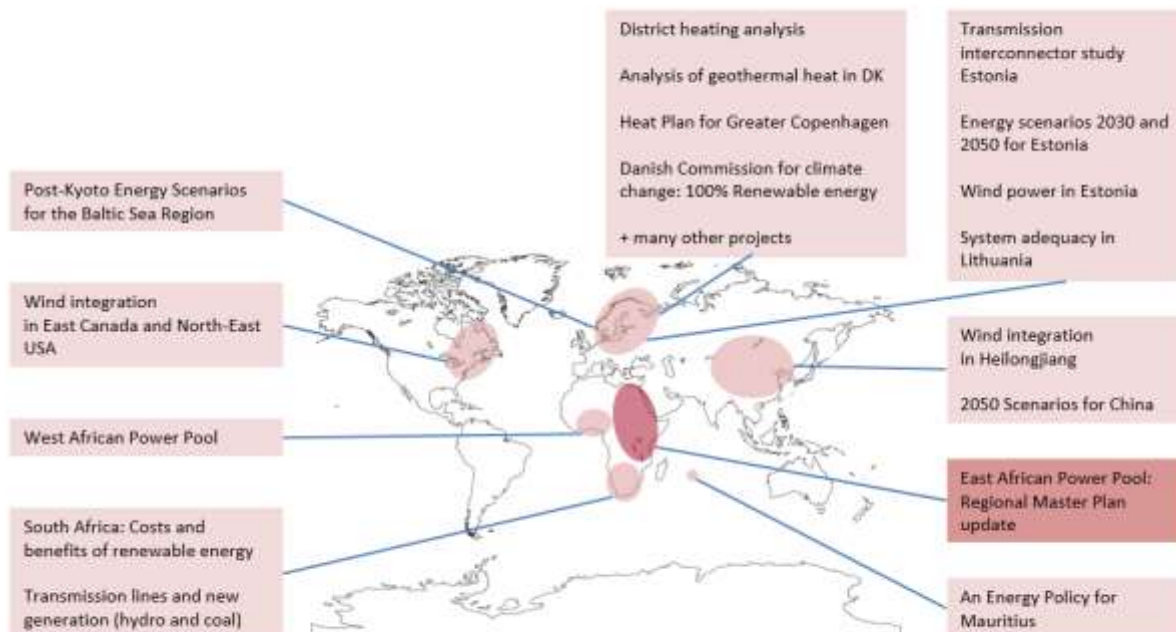 District heating analysis
Analysis of geothermal heat in DK
Heat Plan for Greater Copenhagen
Danish Commission for climate
change: 100% Renewable energy
+ many other projects
Transmission
interconnector study
Estonia
Energy scenarios 2030 and
2050 for Estonia
Wind power in Estonia
System adequacy in
Lithuania
Post-Kyoto Energy Scenarios
for the Baltic Sea Region
Wind integration
in East Canada and North-East
USA
Wind integration
in Heilongjiang
2050 Scenarios for China
West African Power Pool
East African Power Pool:
Regional Master Plan
update
South Africa: Costs and
benefits of renewable energy
Transmission lines and new
generation (hydro and coal)
An Energy Policy for
Mauritius